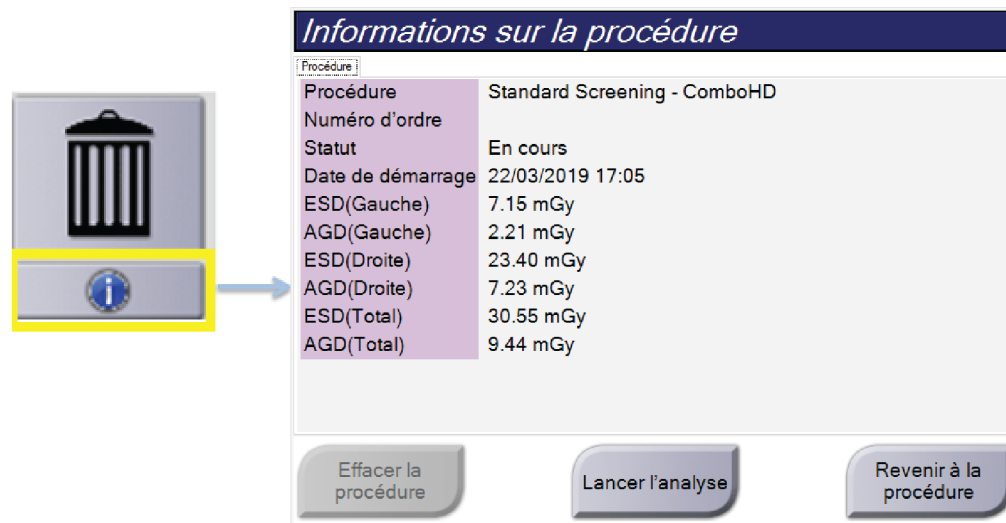 Informations sur la procédure
Procédure
Procédure Standard Screening - ComboHD
Numéro d'ordre
Statut En cours
Date de démarrage 22/03/2019 17:05
ESD(Gauche) 7.15 mGy
AGD(Gauche) 2.21 mGy
ESD(Droite) 23.40 mGy
AGD(Droite) 7.23 mGy
ESD(Total) 30.55 mGy
AGD(Total) 9.44 mGy
Effacer la
procédure
Lancer l'analyse
Revenir à la
procédure